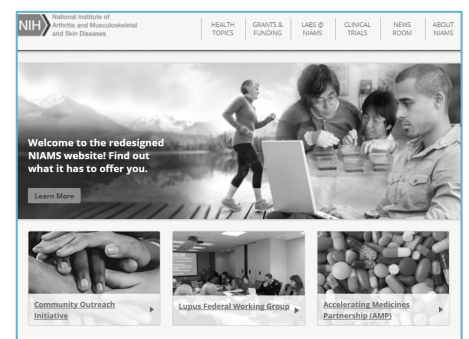 NIH
National Institute of
Arthritis and Musculoskeletal
and Skin Diseases
HEALTH
TOPICS
GRANTS &
FUNDING
LABS @
NIAMS
CLINICAL
TRIALS
NEWS
ROOM
ABOUT
NIAMS
Welcome to the redesigned
NIAMS website! Find out
what it has to offer you.
Learn More
Community Outreach
Initiative
Lupus Federal Working Group
Accelerating Medicines
Partnership (AMP)